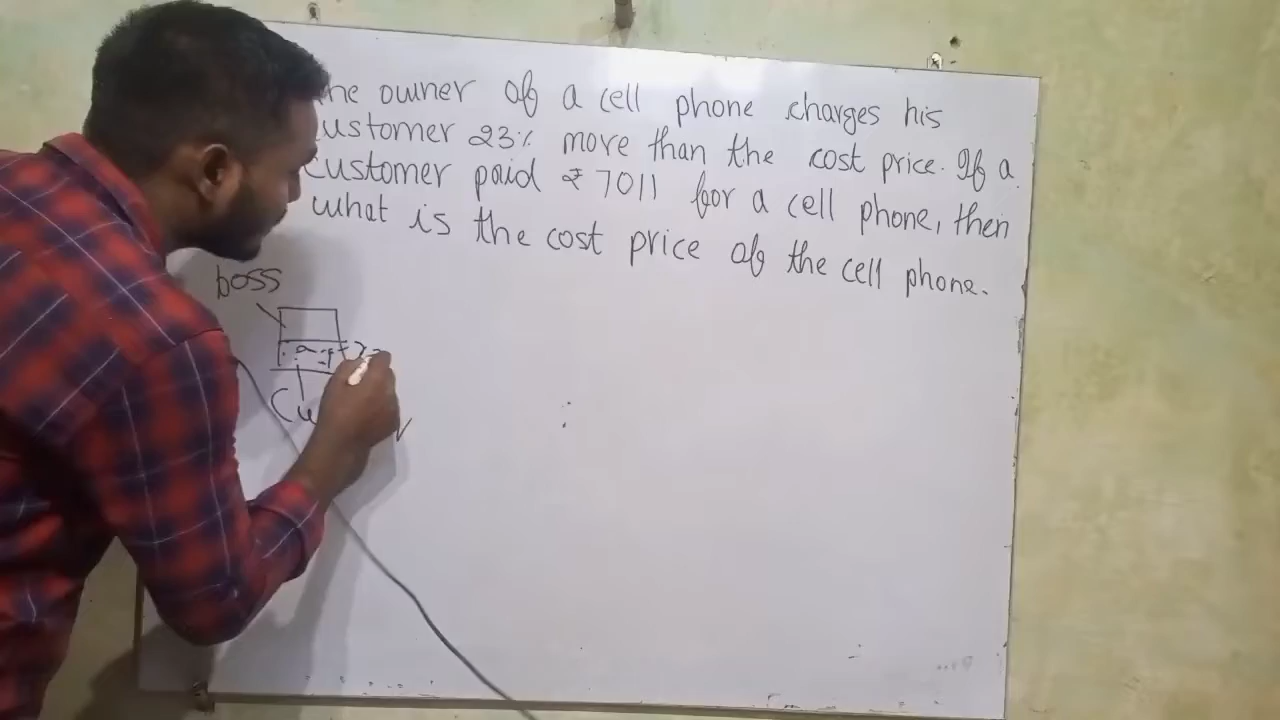 he owner of a cell phone charges his
ustomer 23% more than the cost price. If a
customer paid ₹ 7011 for a cell phone, then
what is the cost price of the cell phone.
boss
Cu